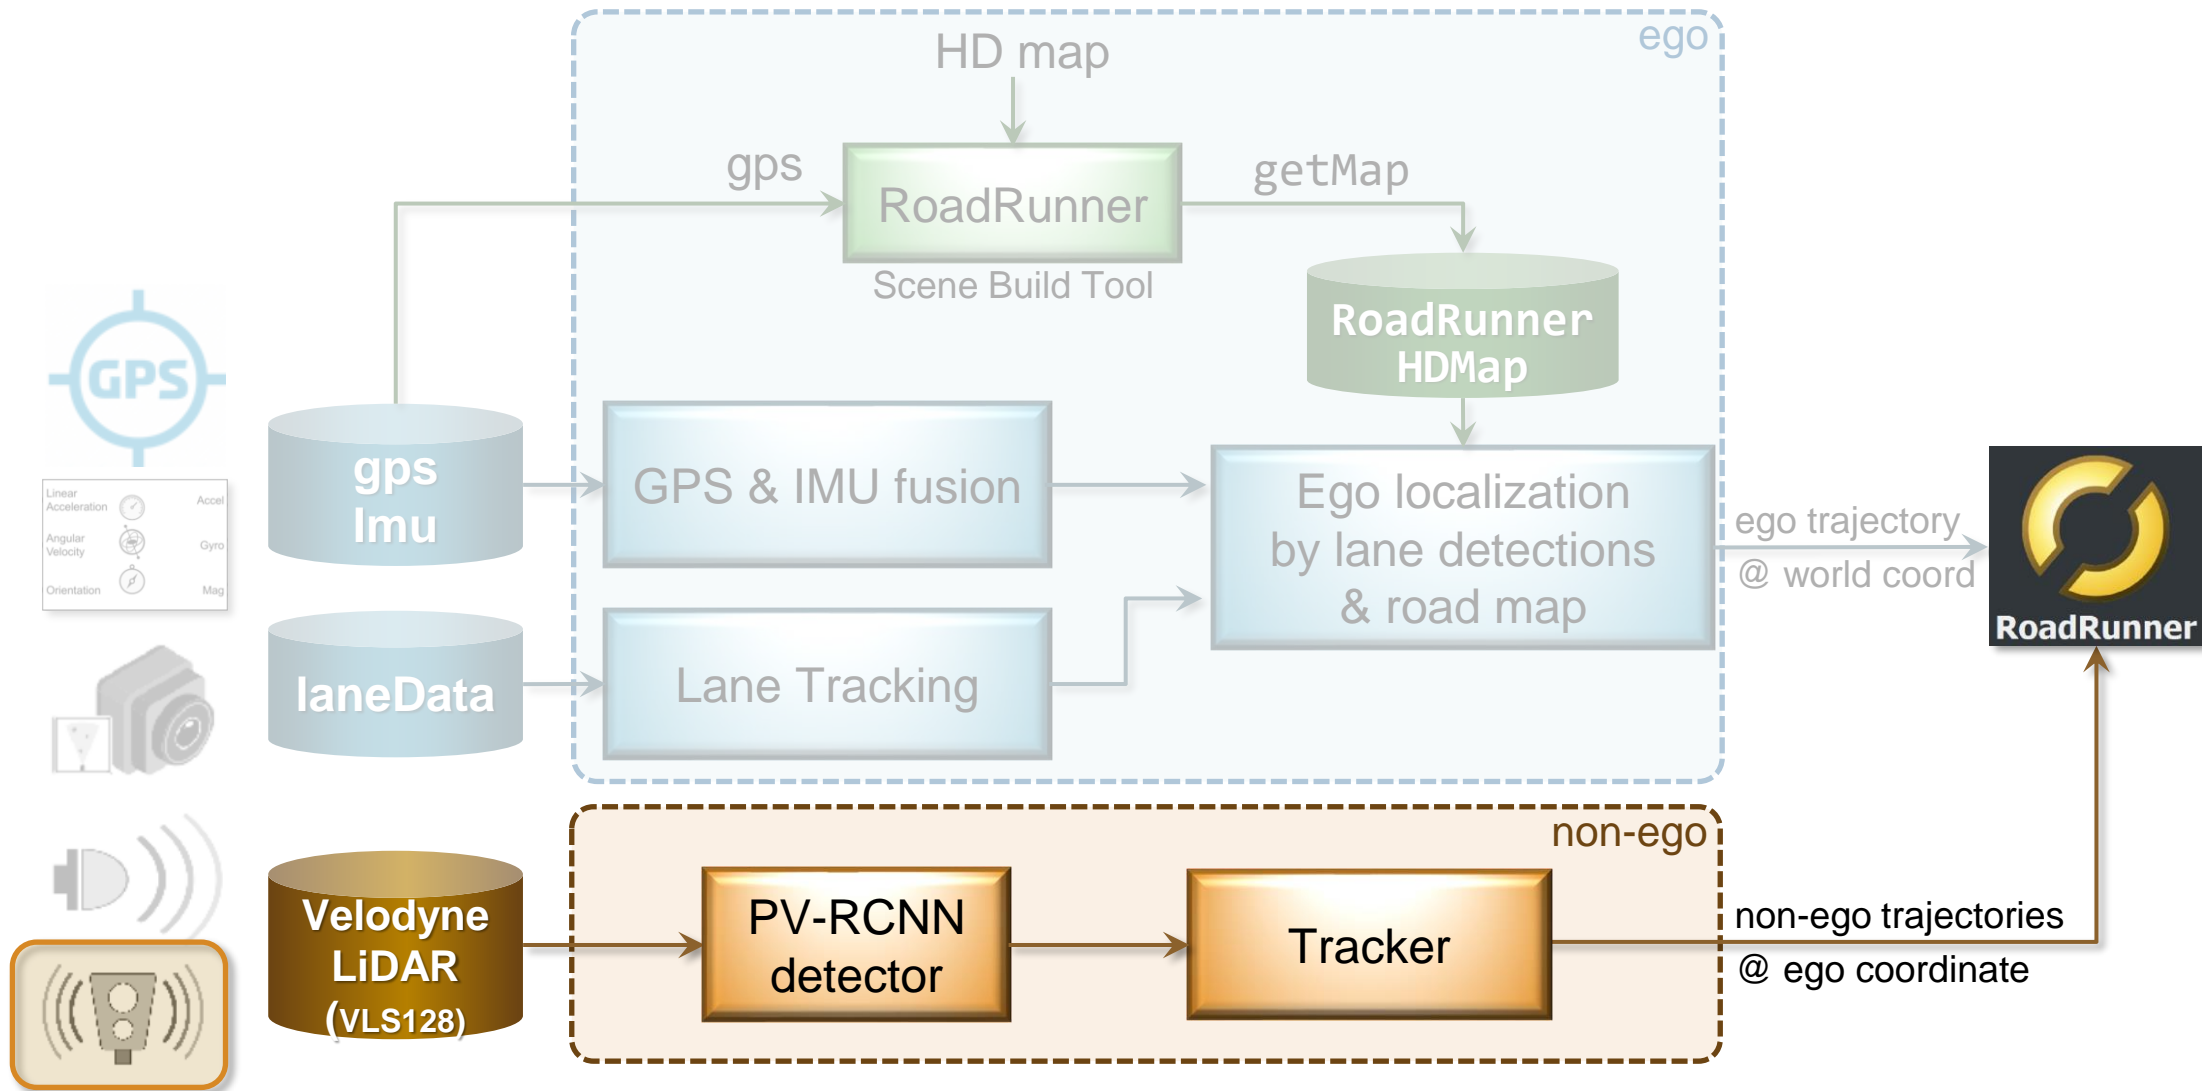 ego
HD map
gps
getMap
RoadRunner
Scene Build Tool
RoadRunner
HDMap
GPS
Linear
Acceleration
Accel
Angular
Velocity
Gyro
Orientation
Mag
gps
Imu
GPS & IMU fusion
Ego localization
by lane detections
& road map
ego trajectory
@ world coord
RoadRunner
laneData
Lane Tracking
non-ego
Velodyne
LiDAR
(VLS128)
PV-RCNN
detector
Tracker
non-ego trajectories
@ ego coordinate